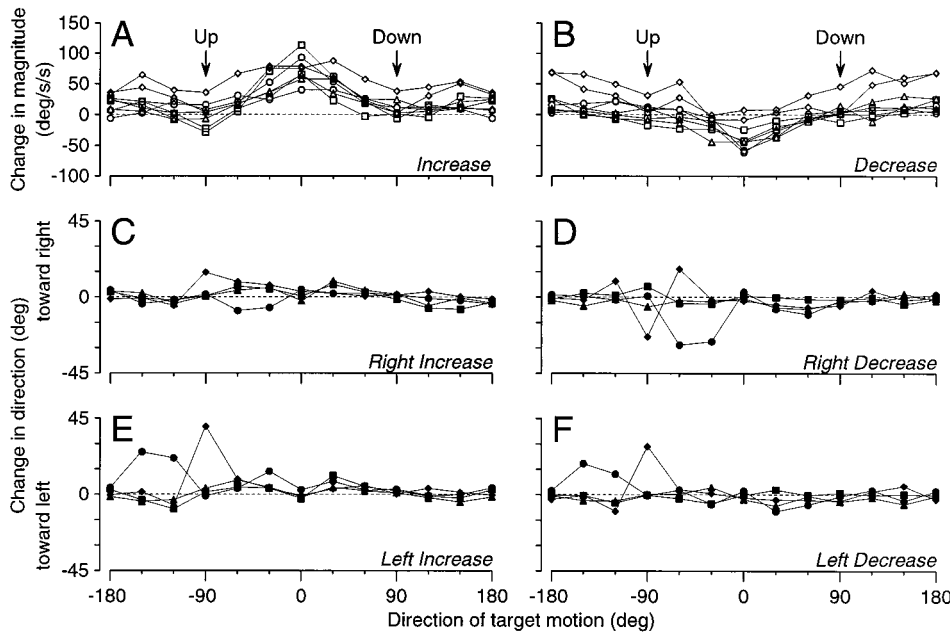 A
B
Up
Down
Up
Down
150
100
50
0
-50
-100
Change in magnitude
(deg/s/s)
Increase
Decrease
C
D
45
0
-45
Right Increase
Right Decrease
E
F
45
0
-45
Left Increase
Left Decrease
Change in direction (deg)
toward left
toward right
-180
-90
0
90
180
-180
-90
0
90
180
Direction of target motion (deg)